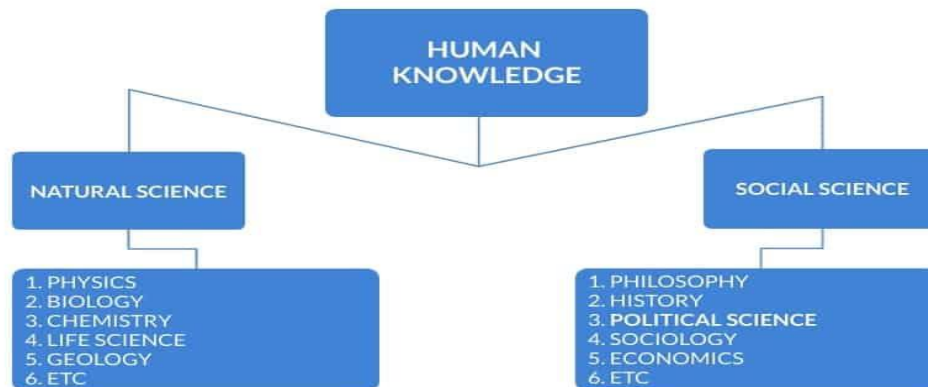 HUMAN
KNOWLEDGE
NATURAL SCIENCE
SOCIAL SCIENCE
1. PHYSICS
2. BIOLOGY
3. CHEMISTRY
4. LIFE SCIENCE
5. GEOLOGY
6. ETC
1. PHILOSOPHY
2. HISTORY
3. POLITICAL SCIENCE
4. SOCIOLOGY
5. ECONOMICS
6. ETC